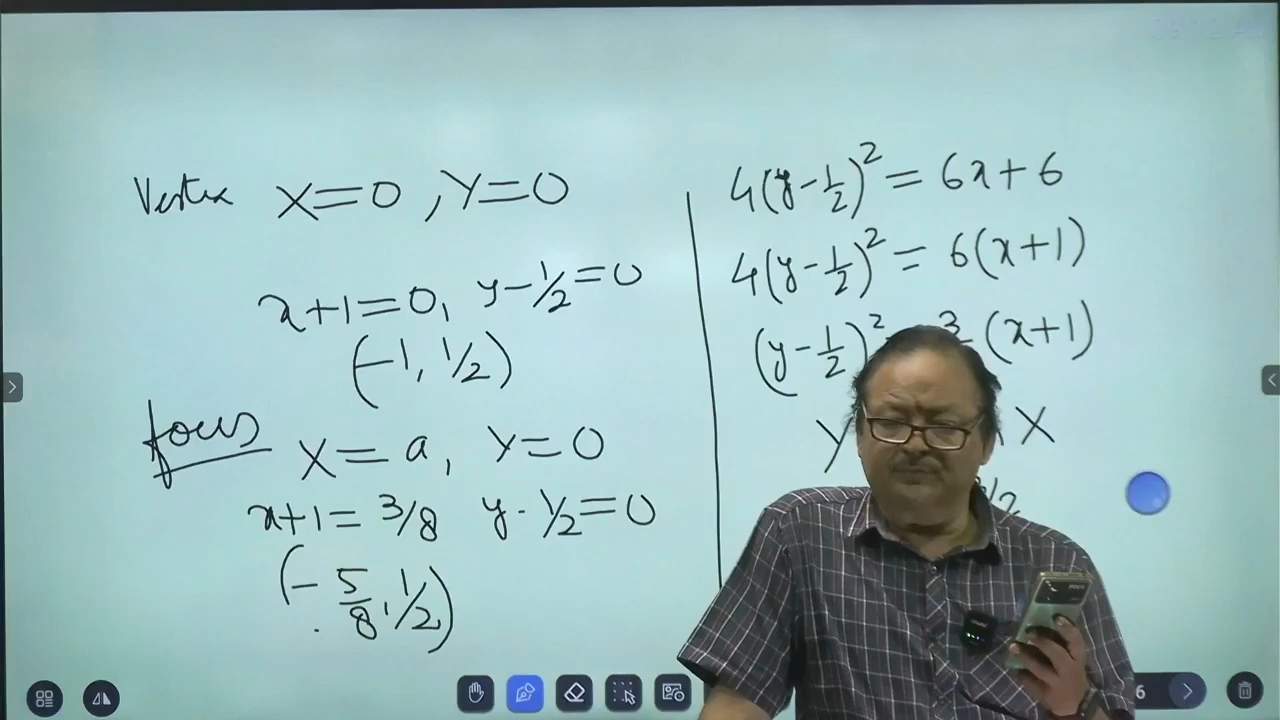 Vertex X=0, Y=0
x+1=0, y-1/2=0
(-1, 1/2)
focus X=a, Y=0
x+1=3/8 y-1/2=0
(-5/8, 1/2)
4(y-1/2)²=6x+6
4(y-1/2)²=6(x+1)
(y-1/2)² 3 (x+1)
Y X
/2
6